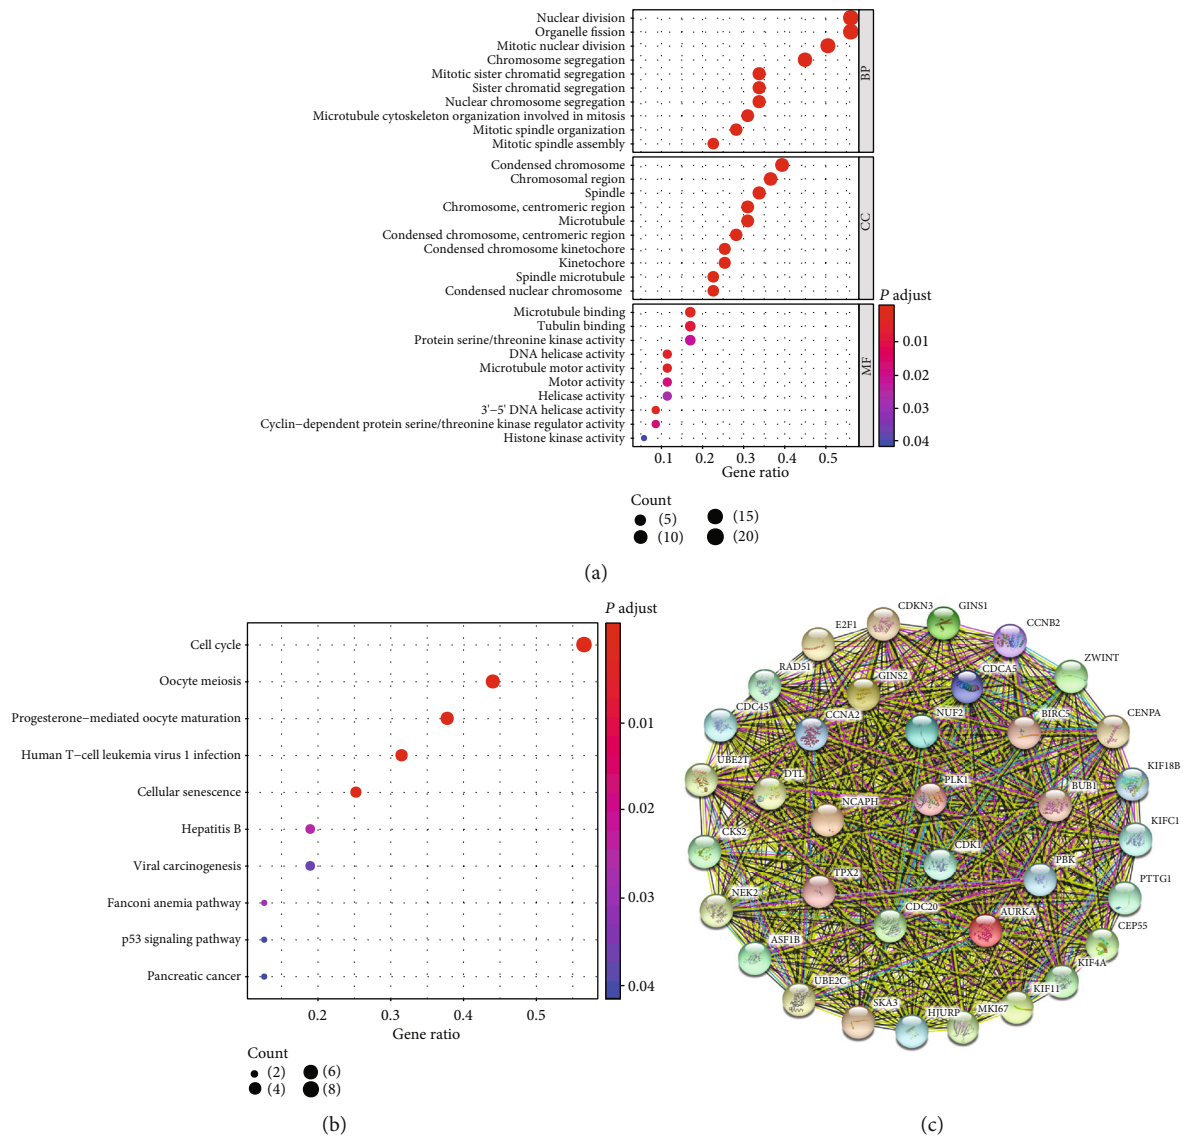 Nuclear division
Organelle fission
Mitotic nuclear division
Chromosome segregation
Mitotic sister chromatid segregation
Sister chromatid segregation
Nuclear chromosome segregation
Microtubule cytoskeleton organization involved in mitosis
Mitotic spindle organization
Mitotic spindle assembly
BP
Condensed chromosome
Chromosomal region
Spindle
Chromosome, centromeric region
Microtubule
Condensed chromosome, centromeric region
Condensed chromosome kinetochore
Kinetochore
Spindle microtubule
Condensed nuclear chromosome
CC
Microtubule binding
Tubulin binding
Protein serine/threonine kinase activity
DNA helicase activity
Microtubule motor activity
Motor activity
Helicase activity
3'−5' DNA helicase activity
Cyclin−dependent protein serine/threonine kinase regulator activity
Histone kinase activity
MF
0.1 0.2 0.3 0.4 0.5
Gene ratio
P adjust
0.01
0.02
0.03
0.04
Count
(5) (15)
(10) (20)
(a)
Cell cycle
Oocyte meiosis
Progesterone−mediated oocyte maturation
Human T−cell leukemia virus 1 infection
Cellular senescence
Hepatitis B
Viral carcinogenesis
Fanconi anemia pathway
p53 signaling pathway
Pancreatic cancer
0.2 0.3 0.4 0.5
Gene ratio
P adjust
0.01
0.02
0.03
0.04
Count
(2) (6)
(4) (8)
(b)
CDKN3 GINS1
E2F1 CCNB2
ZWINT
RAD51 GINS2 CDCA5
CDC45 CCNA2 NUF2 BIRC5 CENPA
UBE2T DTL PLK1 BUB1 KIF18B
NCAPH
CKS2 CDK1 KIFC1
TPX2 PBK
NEK2 CDC20 AURKA PTTG1
ASF1B CEP55
UBE2C KIF4A
SKA3 HJURP MKI67 KIF11
(c)